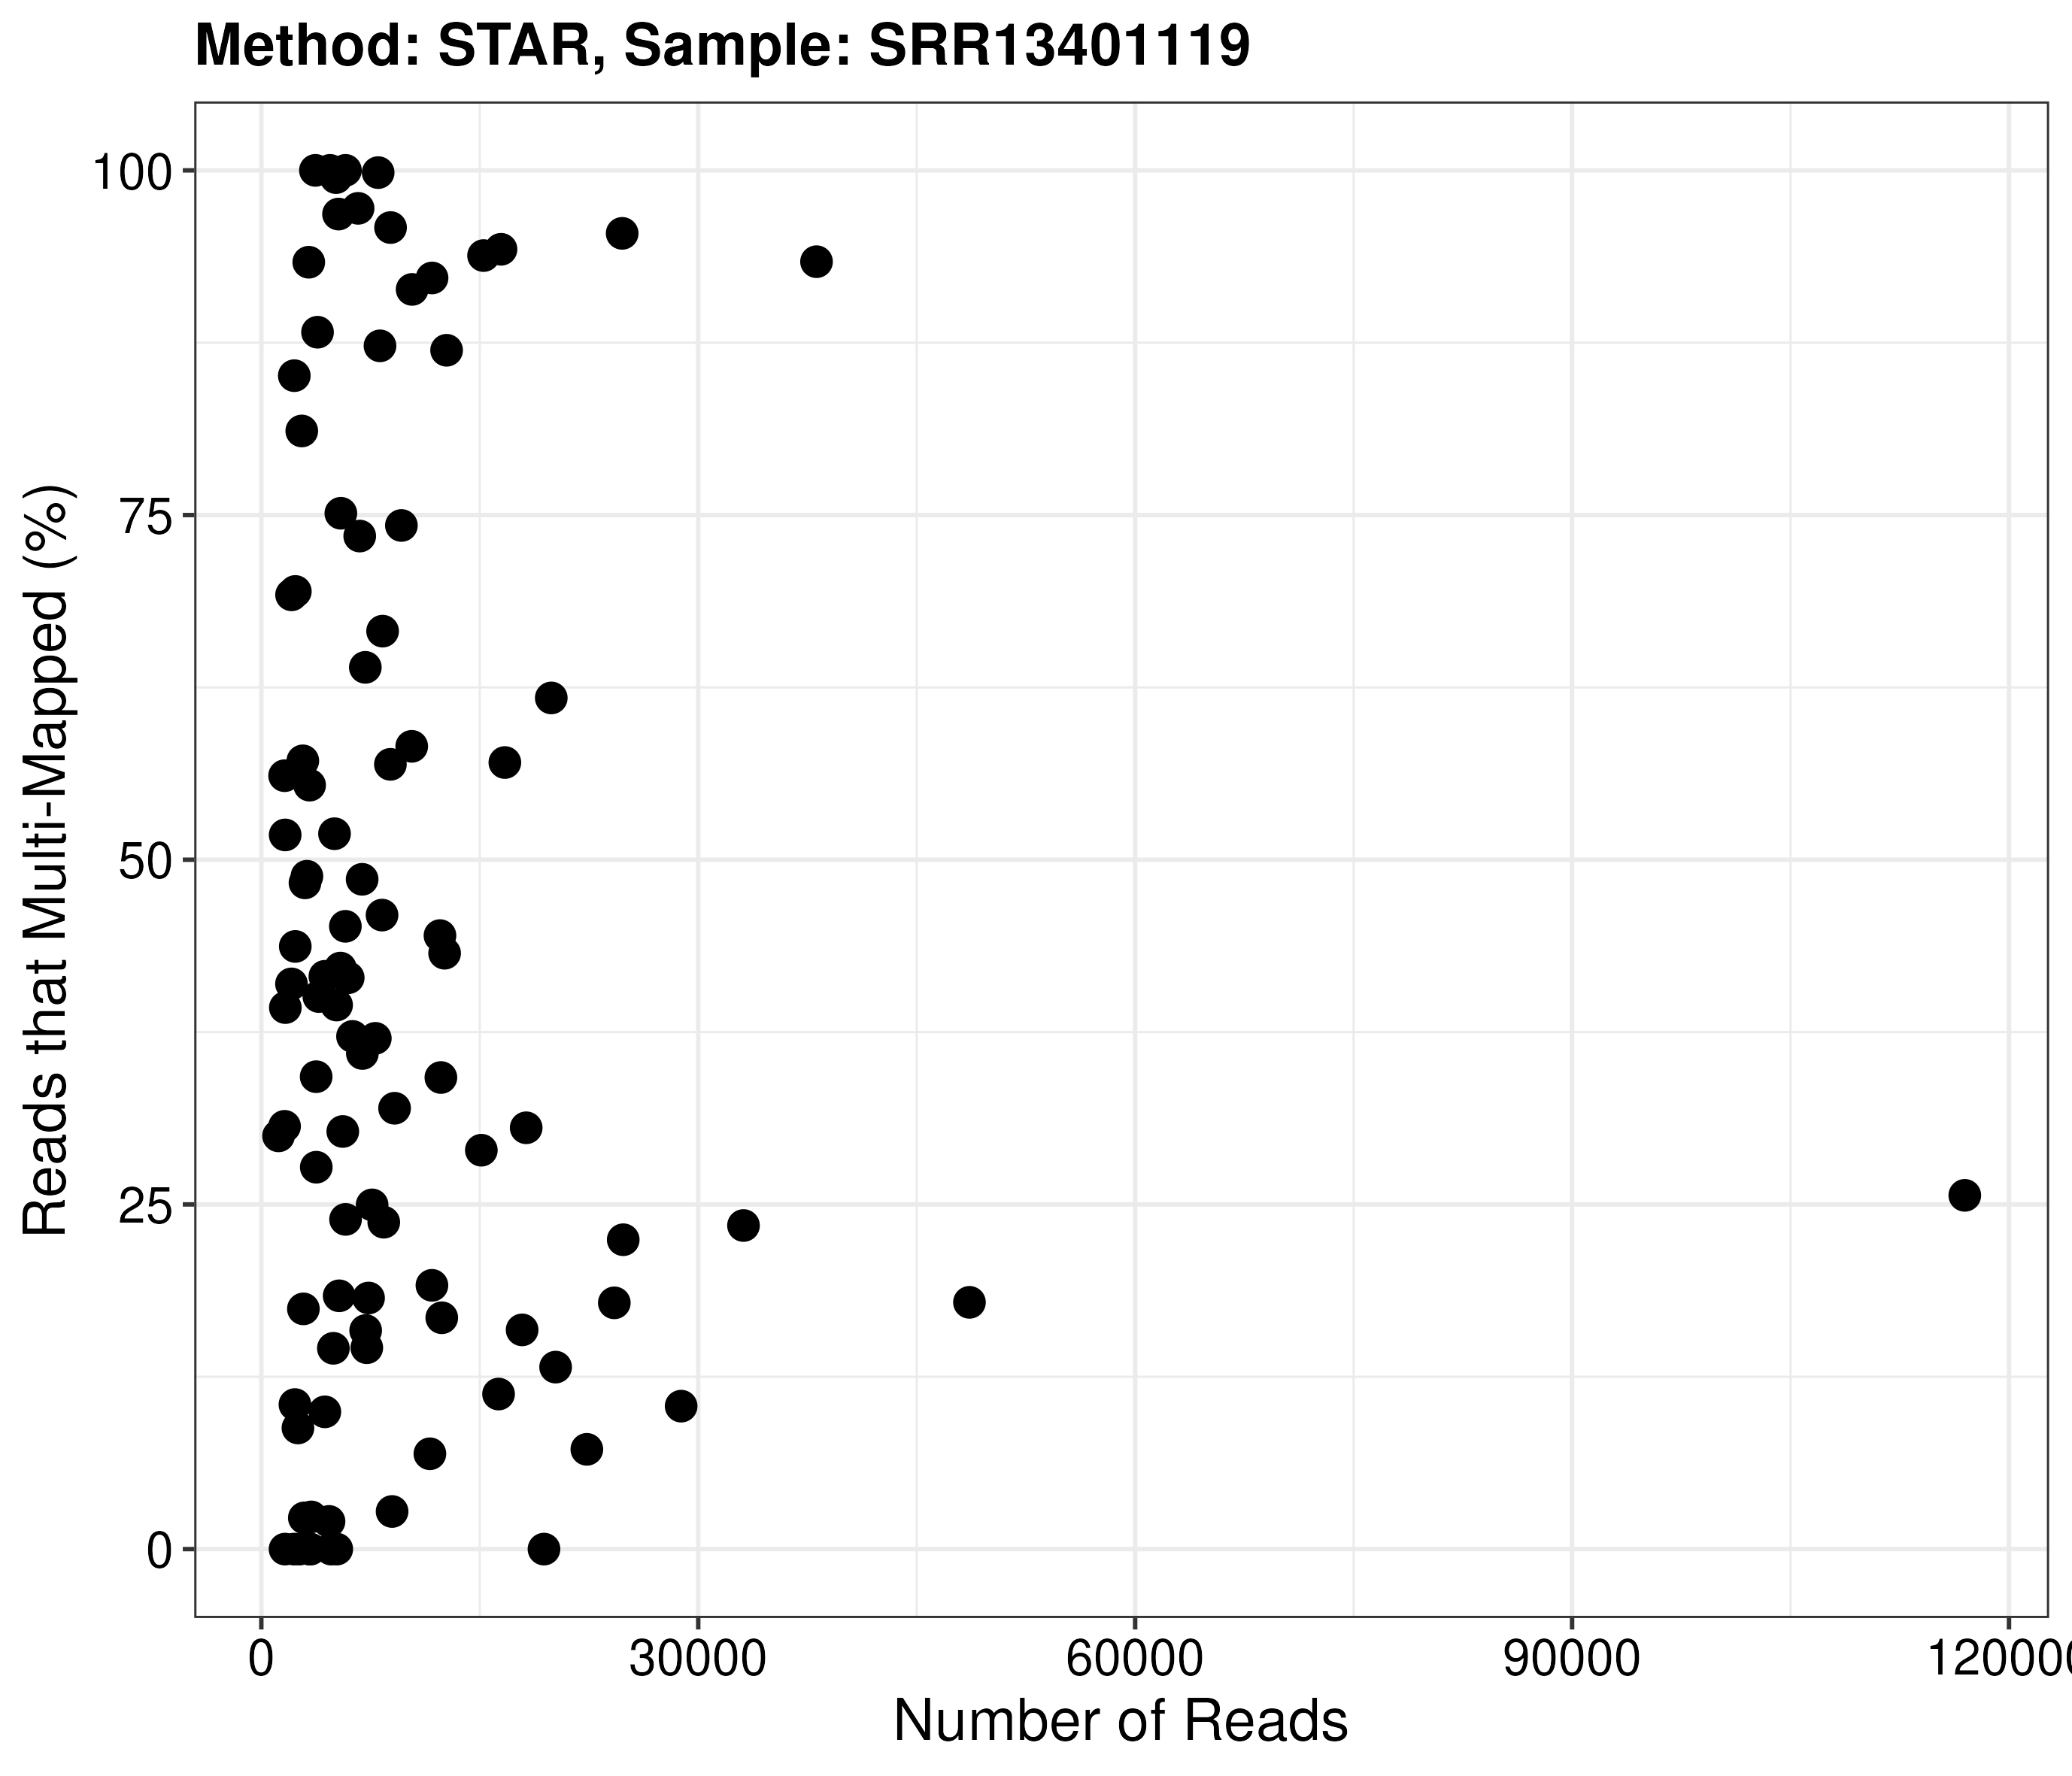 Method: STAR, Sample: SRR13401119
Reads that Multi-Mapped (%)
100
75
50
25
0
0 30000 60000 90000 12000
Number of Reads